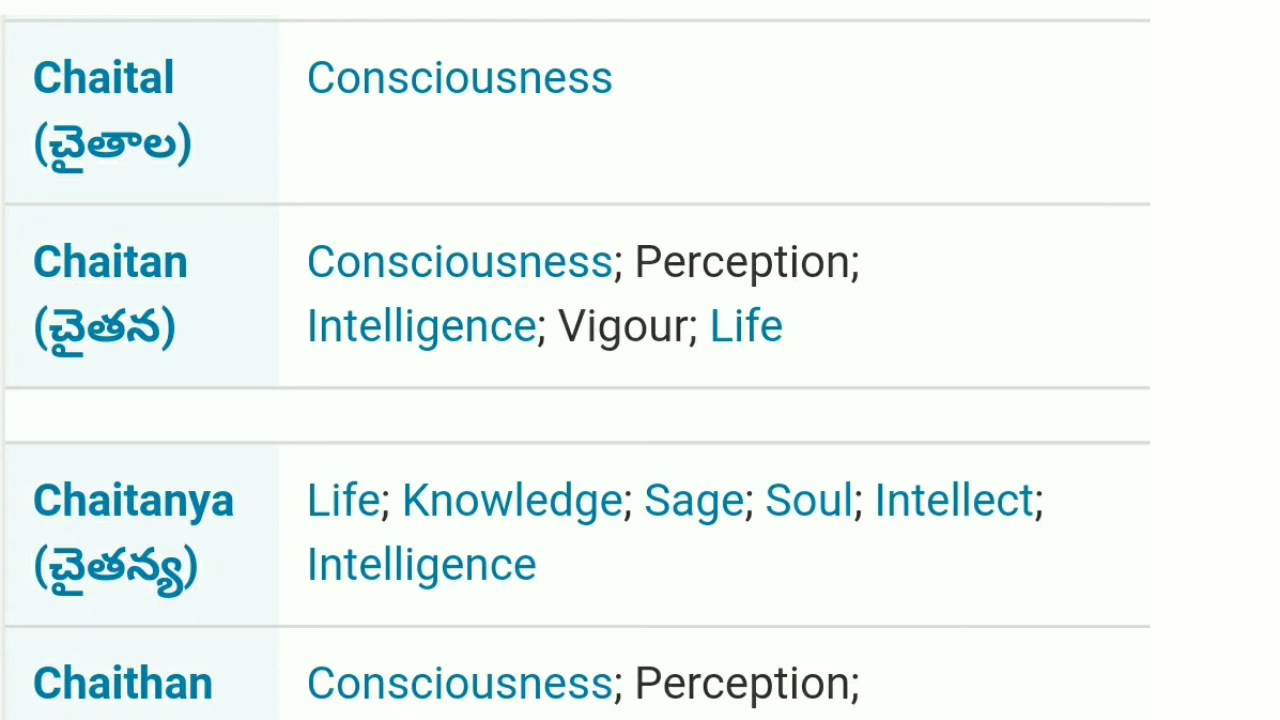 Chaital Consciousness
(చైతాల)
Chaitan Consciousness; Perception;
(చైతన) Intelligence; Vigour; Life
Chaitanya Life; Knowledge; Sage; Soul; Intellect;
(చైతన్య) Intelligence
Chaithan Consciousness; Perception;